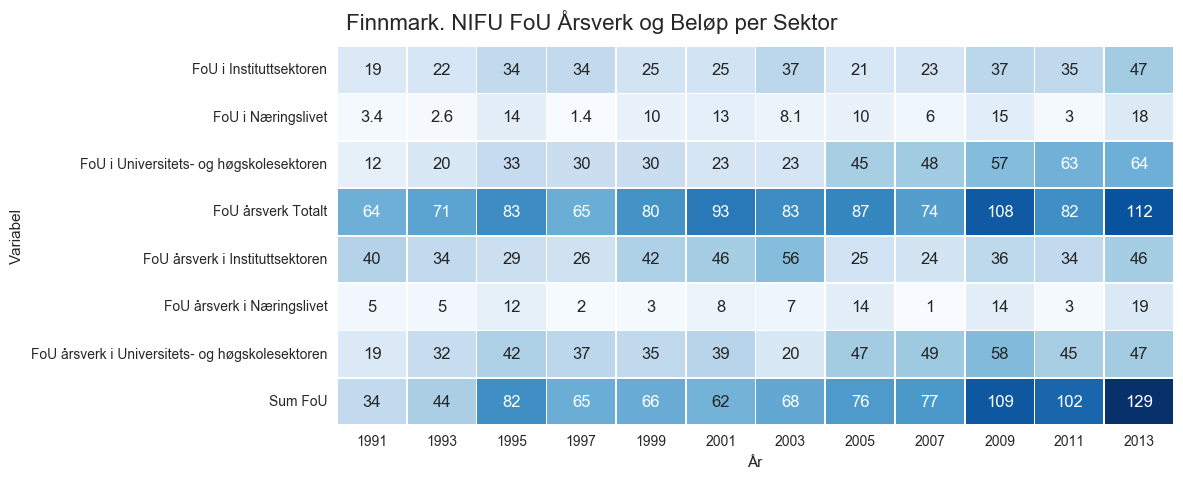 Finnmark. NIFU FoU Årsverk og Beløp per Sektor
Variabel
FoU i Instituttsektoren 19 22 34 34 25 25 37 21 23 37 35 47
FoU i Næringslivet 3.4 2.6 14 1.4 10 13 8.1 10 6 15 3 18
FoU i Universitets- og høgskolesektoren 12 20 33 30 30 23 23 45 48 57 63 64
FoU årsverk Totalt 64 71 83 65 80 93 83 87 74 108 82 112
FoU årsverk i Instituttsektoren 40 34 29 26 42 46 56 25 24 36 34 46
FoU årsverk i Næringslivet 5 5 12 2 3 8 7 14 1 14 3 19
FoU årsverk i Universitets- og høgskolesektoren 19 32 42 37 35 39 20 47 49 58 45 47
Sum FoU 34 44 82 65 66 62 68 76 77 109 102 129
1991 1993 1995 1997 1999 2001 2003 2005 2007 2009 2011 2013
År